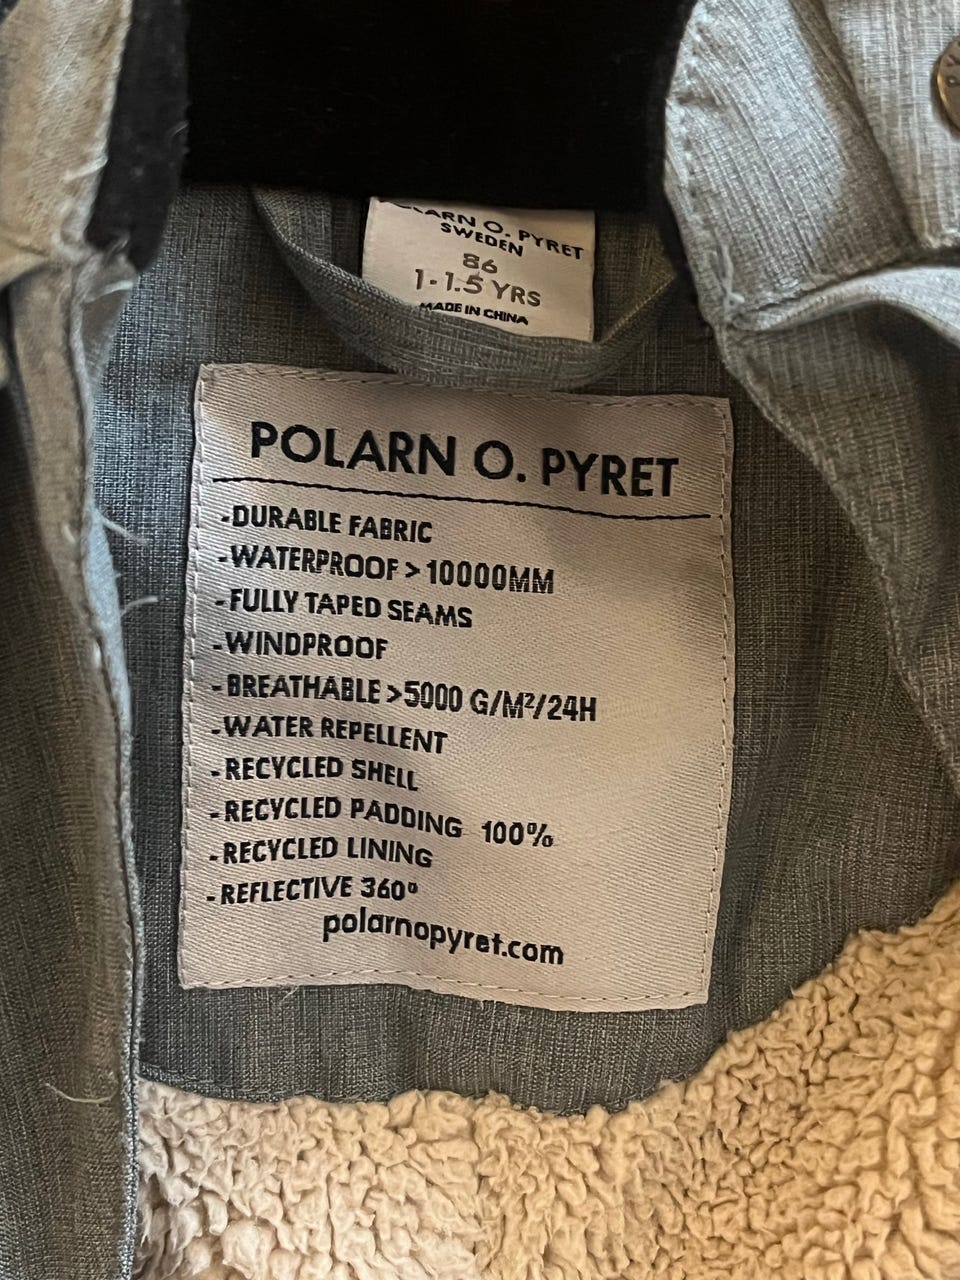 POLARN O. PYRET
SWEDEN
86
1-1.5 YRS
MADE IN CHINA
POLARN O. PYRET
-DURABLE FABRIC
-WATERPROOF > 10000MM
-FULLY TAPED SEAMS
-WINDPROOF
-BREATHABLE >5000 G/M²/24H
-WATER REPELLENT
-RECYCLED SHELL
-RECYCLED PADDING 100%
-RECYCLED LINING
-REFLECTIVE 360°
polarnopyret.com